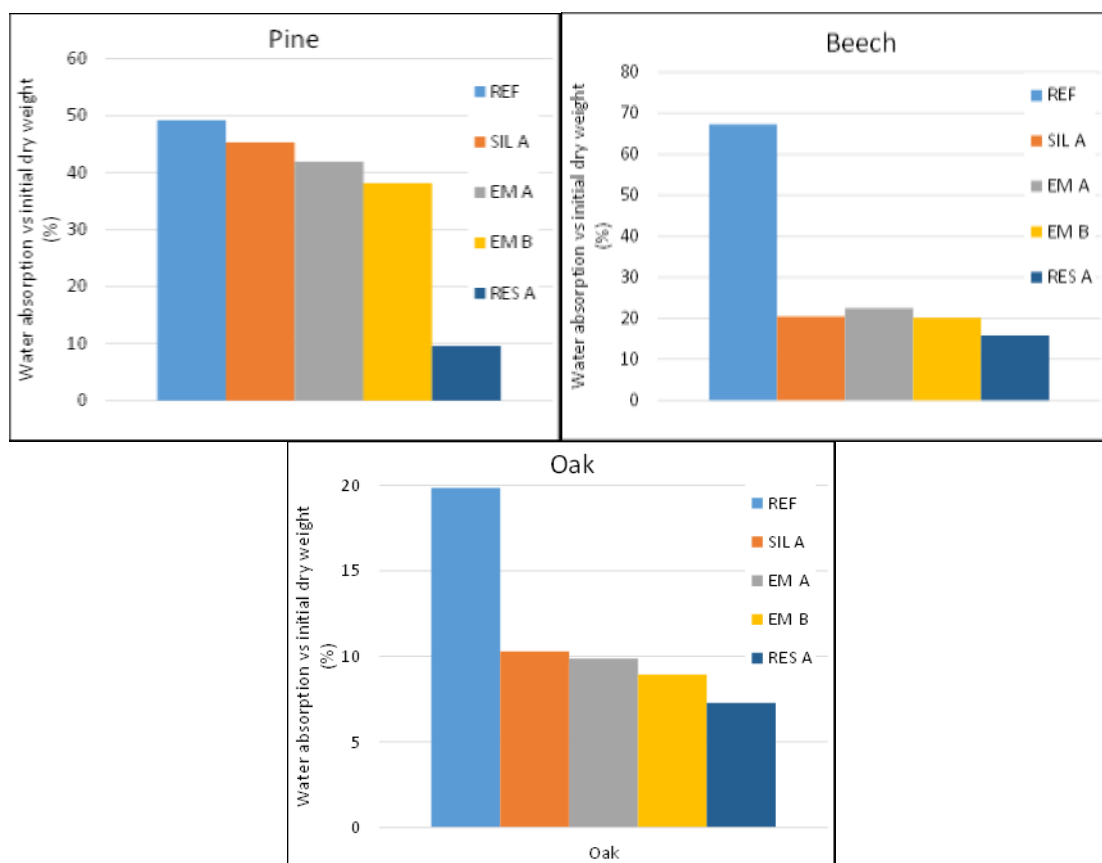 Pine
Water absorption vs initial dry weight
(%)
60
50
40
30
20
10
0
REF
SIL A
EM A
EM B
RES A
Beech
Water absorption vs initial dry weight
(%)
80
70
60
50
40
30
20
10
0
REF
SIL A
EM A
EM B
RES A
Oak
Water absorption vs initial dry weight
(%)
20
15
10
5
0
REF
SIL A
EM A
EM B
RES A
Oak